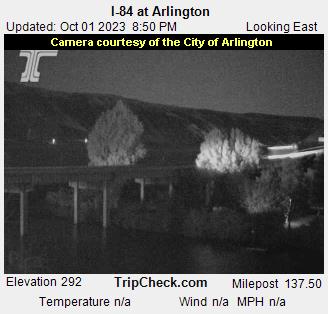 I-84 at Arlington
Updated: Oct 01 2023 8:50 PM Looking East
Camera courtesy of the City of Arlington
Elevation 292 TripCheck.com Milepost 137.50
Temperature n/a Wind n/a MPH n/a